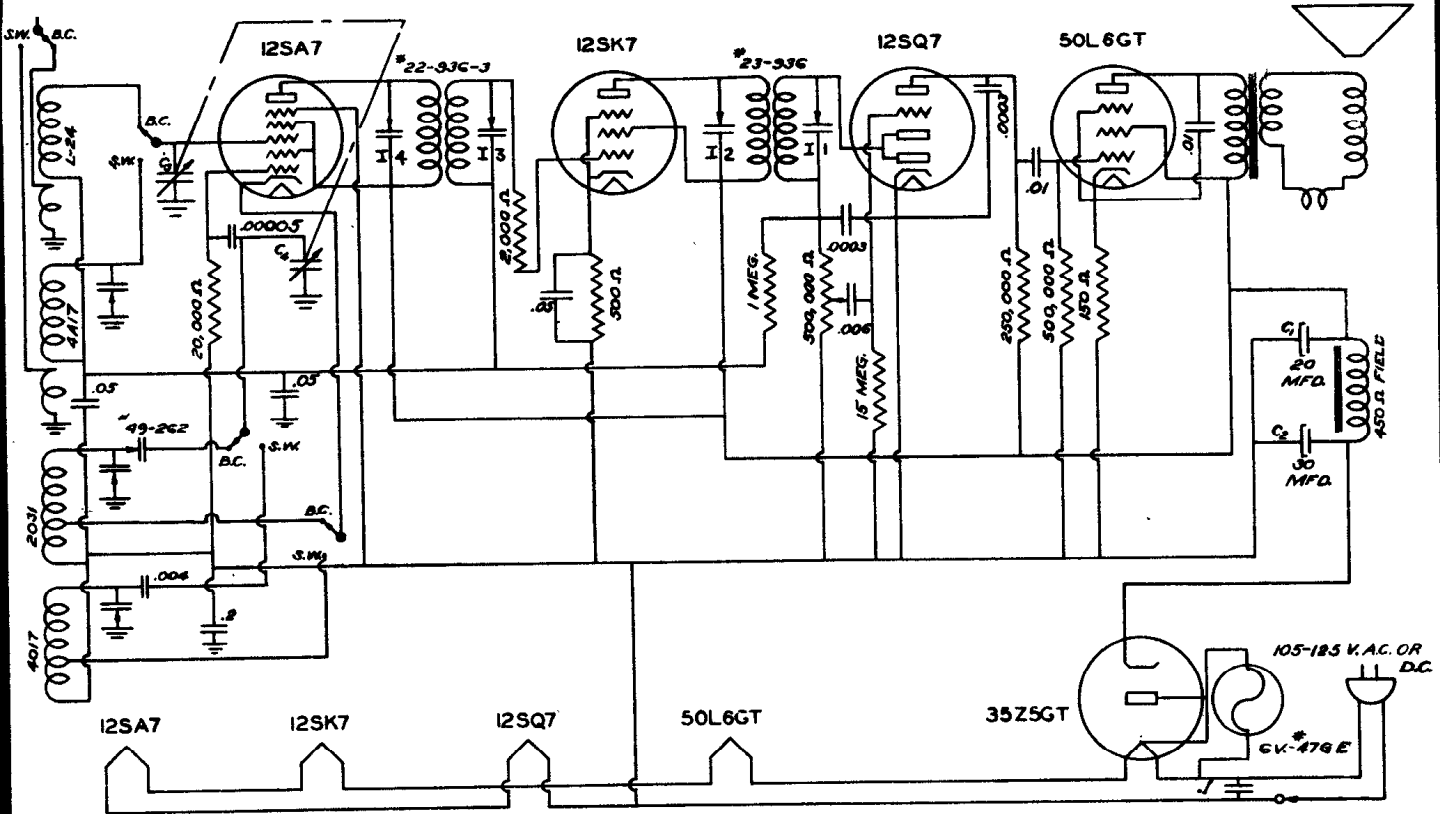 S.W.
B.C.
12SA7
12SK7
12SQ7
50L6GT
#22-936-3
#23-936
L-24
B.C.
S.W.
I 4
I 3
I 2
I 1
.0003
.01
.01
.00005
C4
20,000 Ω
2,000 Ω
.05
500 Ω
1 MEG.
.0003
500,000 Ω
.006
15 MEG.
250,000 Ω
500,000 Ω
150 Ω
4A17
.05
.05
C1
20
MFD.
450 Ω FIELD
C2
30
MFD.
49-262
B.C.
S.W.
2031
B.C.
S.W.
.004
.2
4017
105-125 V. A.C. OR
D.C.
35Z5GT
#
6V.-47GE
.1
12SA7
12SK7
12SQ7
50L6GT